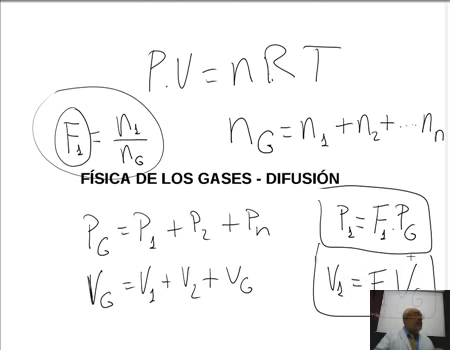 P.V = nRT
F₁ = n₁/nG
nG = n₁ + n₂ + ... nn
FÍSICA DE LOS GASES - DIFUSIÓN
PG = P₁ + P₂ + Pn
P₁ = F₁.PG
VG = V₁ + V₂ + VG
V₁ = F VG